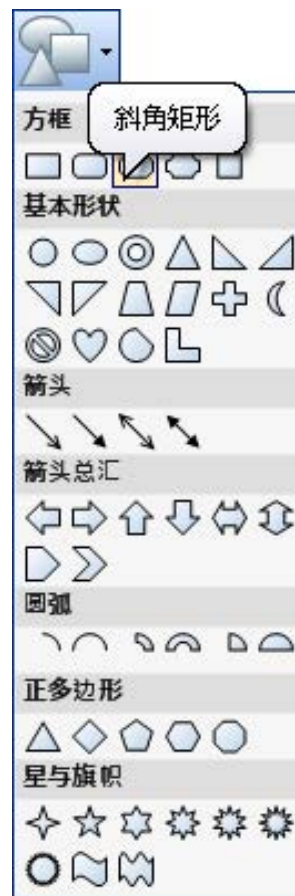 方框
斜角矩形
基本形状
箭头
箭头总汇
圆弧
正多边形
星与旗帜